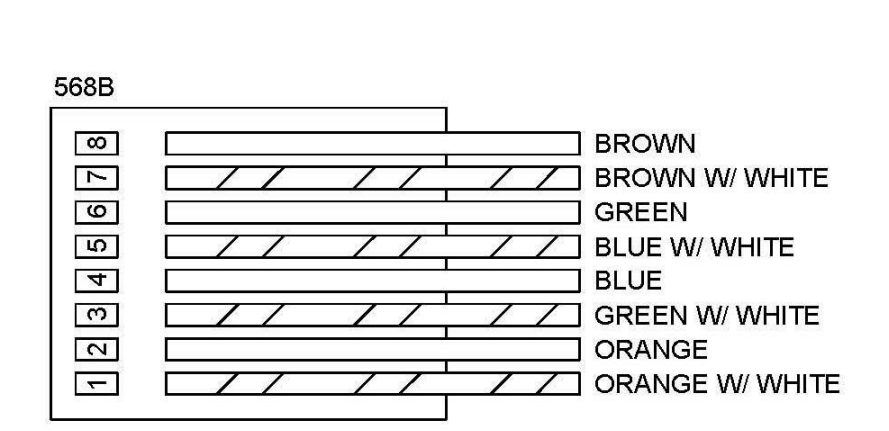 568B
8 BROWN
7 BROWN W/ WHITE
6 GREEN
5 BLUE W/ WHITE
4 BLUE
3 GREEN W/ WHITE
2 ORANGE
1 ORANGE W/ WHITE